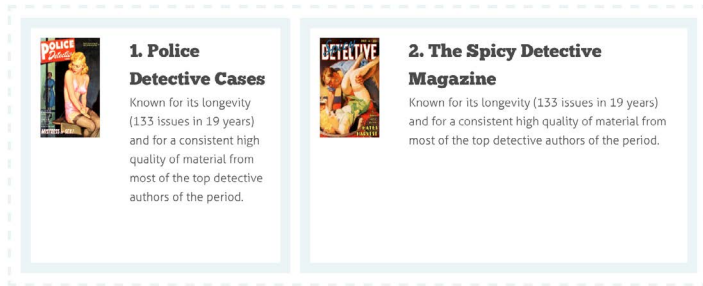 POLICE
Detective
1. Police
Detective Cases
Known for its longevity
(133 issues in 19 years)
and for a consistent high
quality of material from
most of the top detective
authors of the period.
DETECTIVE
2. The Spicy Detective
Magazine
Known for its longevity (133 issues in 19 years)
and for a consistent high quality of material from
most of the top detective authors of the period.